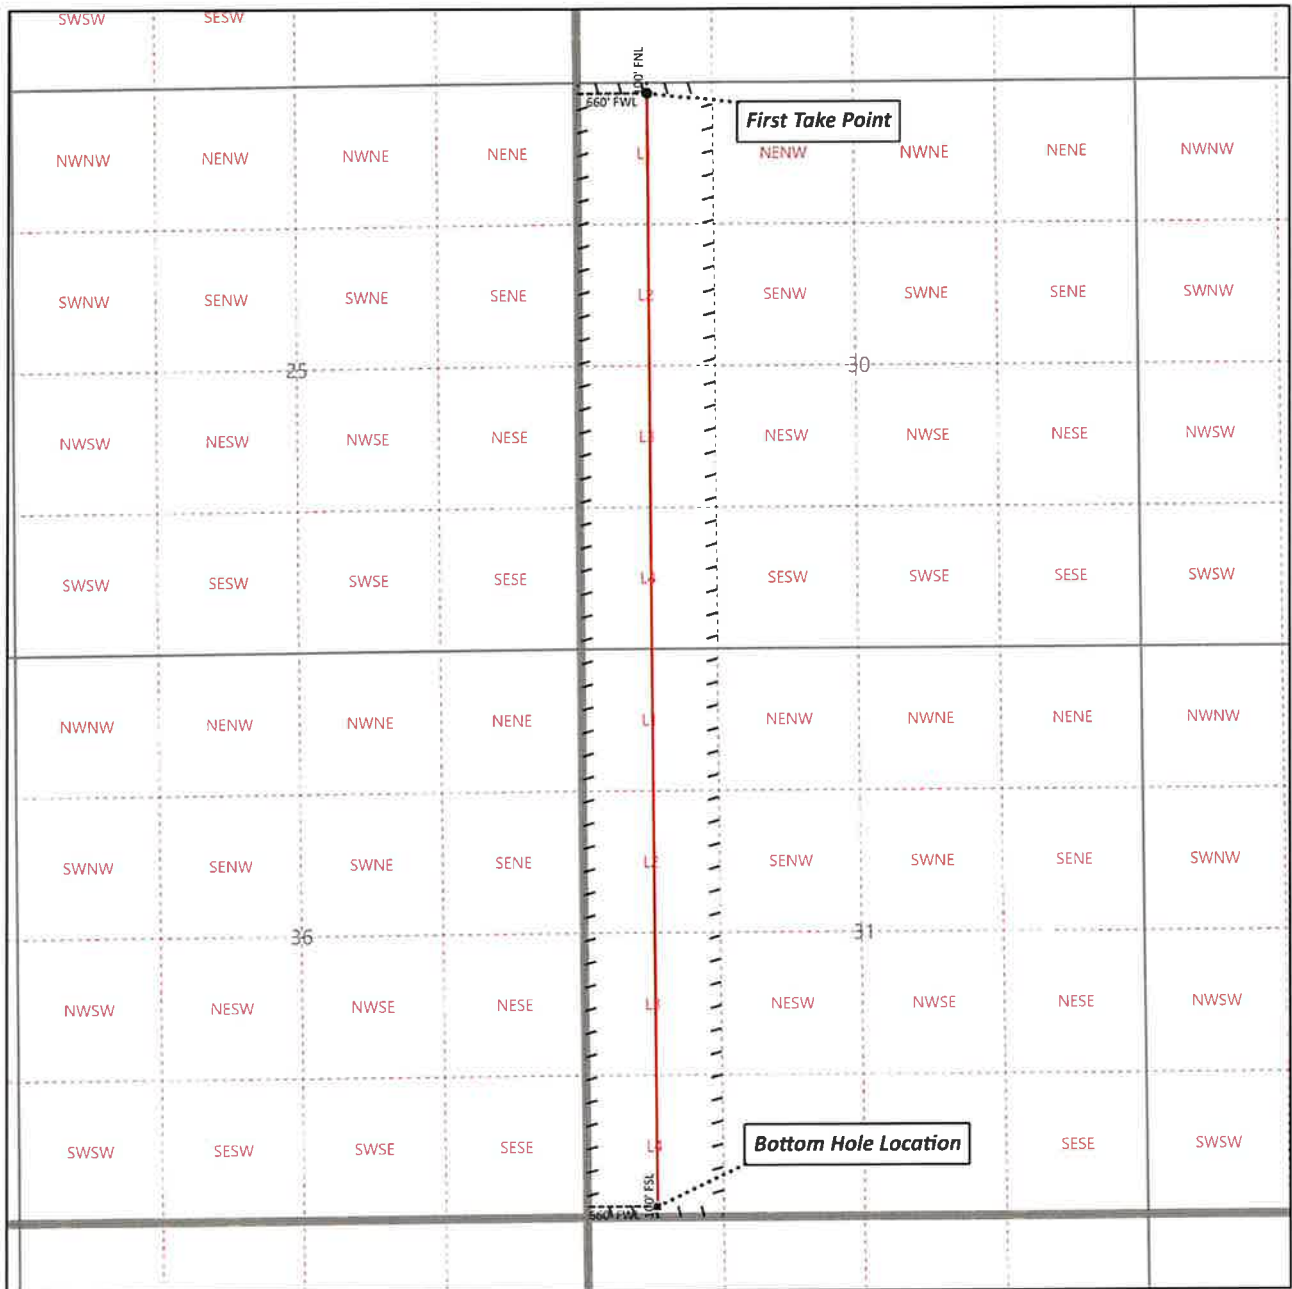 SWSW SESW
660' FWL
First Take Point
NWNW NENW NWNE NENE L1 NENW NWNE NENE NWNW
SWNW SENW SWNE SENE L2 SENW SWNE SENE SWNW
25 30
NWSW NESW NWSE NESE L3 NESW NWSE NESE NWSW
SWSW SESW SWSE SESE L4 SESW SWSE SESE SWSW
NWNW NENW NWNE NENE L1 NENW NWNE NENE NWNW
SWNW SENW SWNE SENE L2 SENW SWNE SENE SWNW
36 31
NWSW NESW NWSE NESE L3 NESW NWSE NESE NWSW
Bottom Hole Location
SWSW SESW SWSE SESE L4 SESE SWSW
100' FSL
660' FWL